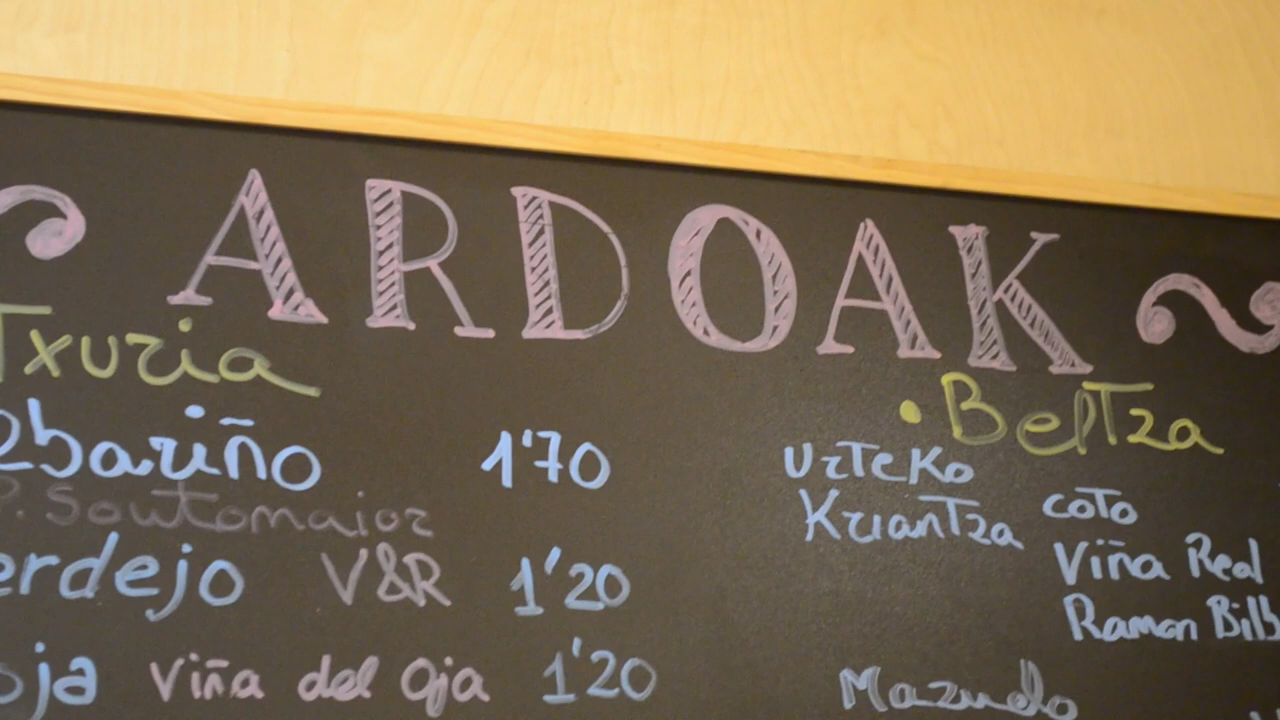 ARDOAK
Txuria
Albariño 1'70
P. Soutomaior
Verdejo V&R 1'20
Rioja Viña del Oja 1'20
• Beltza
Urteko
Kriantza coto
Viña Real
Ramon Bilb
Mazuelo